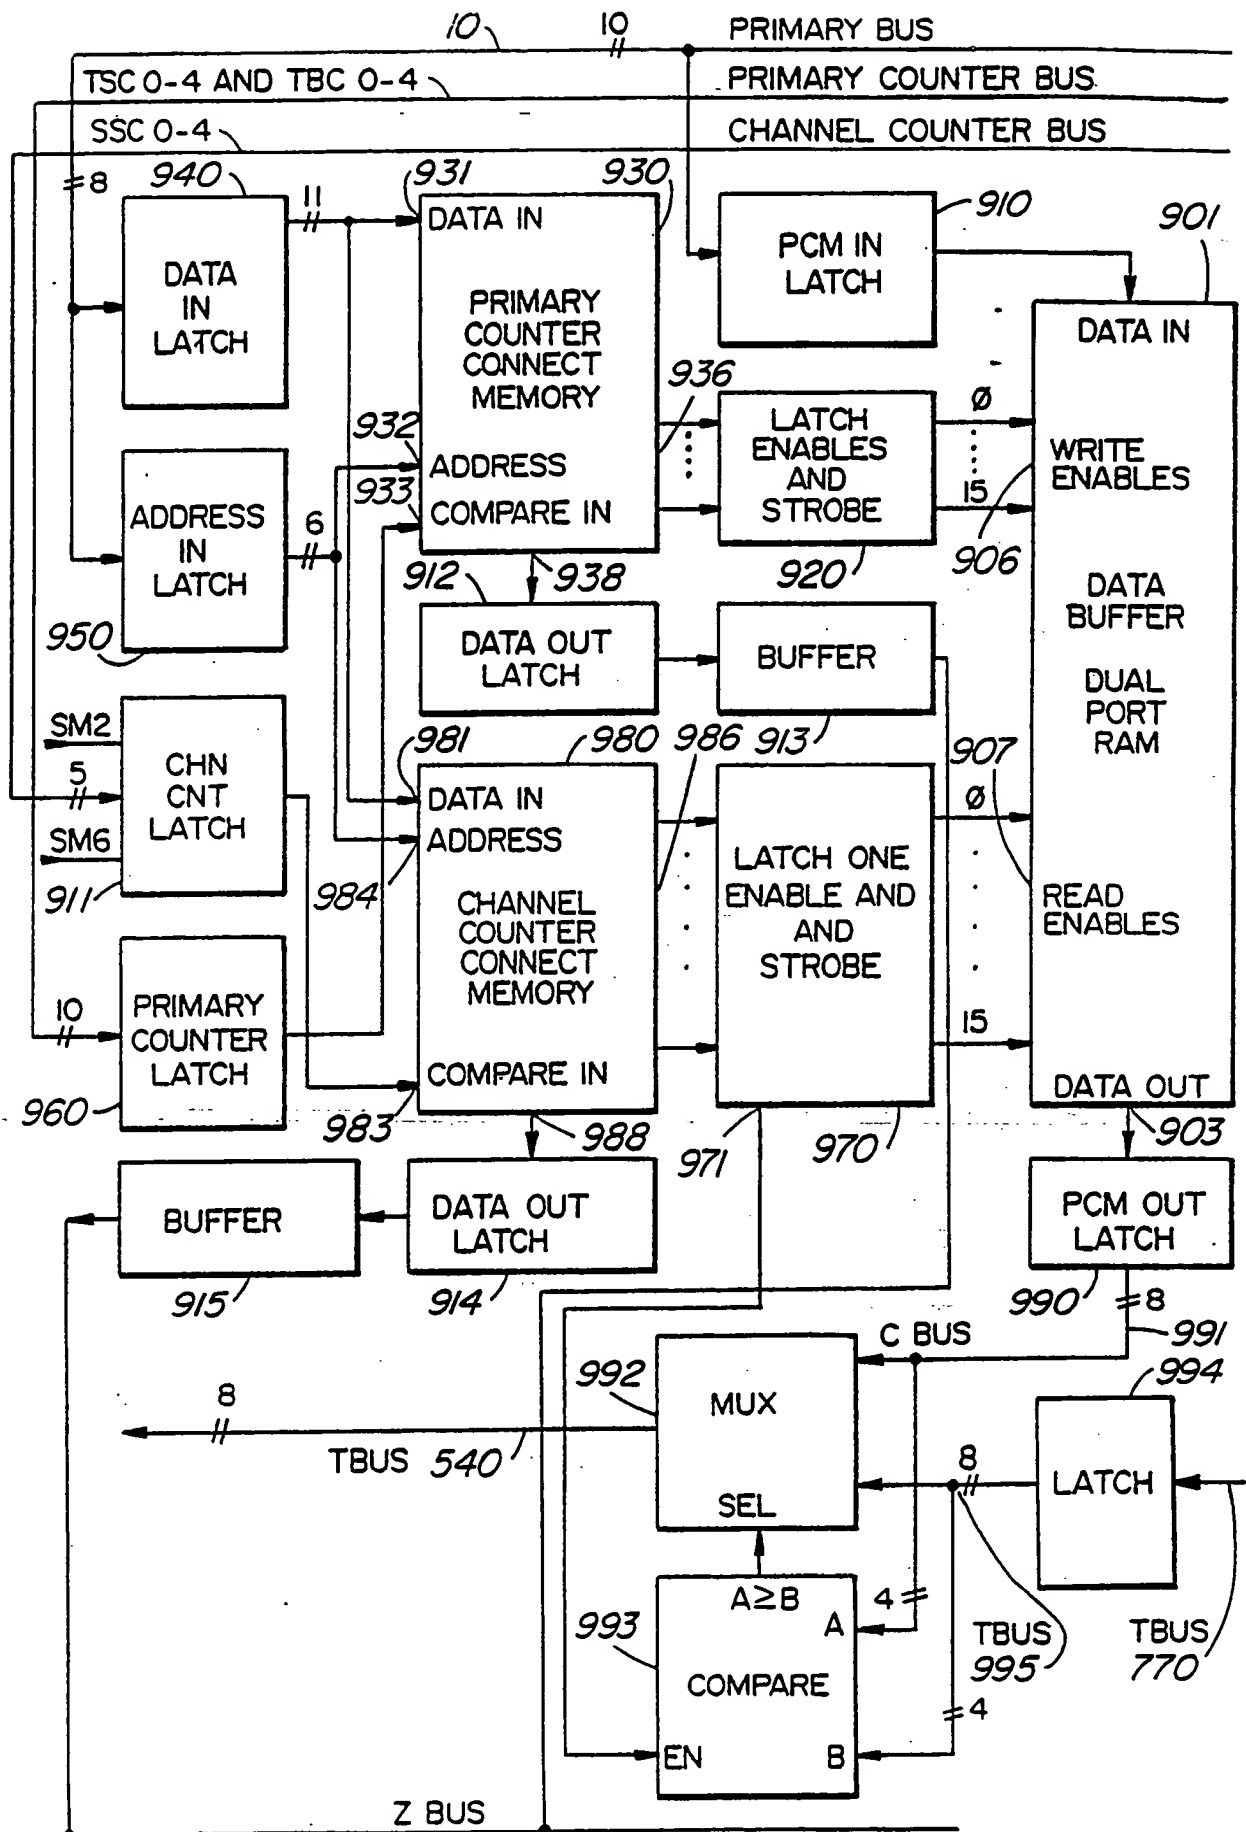 10
10
PRIMARY BUS
TSC 0-4 AND TBC 0-4
PRIMARY COUNTER BUS
SSC 0-4
CHANNEL COUNTER BUS
8
940
11
931
930
910
901
DATA
IN
LATCH
DATA IN
PRIMARY
COUNTER
CONNECT
MEMORY
932
ADDRESS
933
COMPARE IN
936
PCM IN
LATCH
DATA IN
LATCH
ENABLES
AND
STROBE
Ø
15
WRITE
ENABLES
906
ADDRESS
IN
LATCH
6
950
912
938
920
DATA OUT
LATCH
BUFFER
DATA
BUFFER
DUAL
PORT
RAM
SM2
5
SM6
CHN
CNT
LATCH
911
981
980
986
913
907
DATA IN
ADDRESS
984
CHANNEL
COUNTER
CONNECT
MEMORY
COMPARE IN
LATCH ONE
ENABLE AND
AND
STROBE
Ø
READ
ENABLES
15
10
PRIMARY
COUNTER
LATCH
960
983
988
971
970
DATA OUT
903
BUFFER
915
DATA OUT
LATCH
914
PCM OUT
LATCH
990
8
991
C BUS
992
MUX
SEL
994
8
TBUS 540
8
LATCH
A≥B
4
A
993
COMPARE
TBUS
995
TBUS
770
4
EN
B
Z BUS